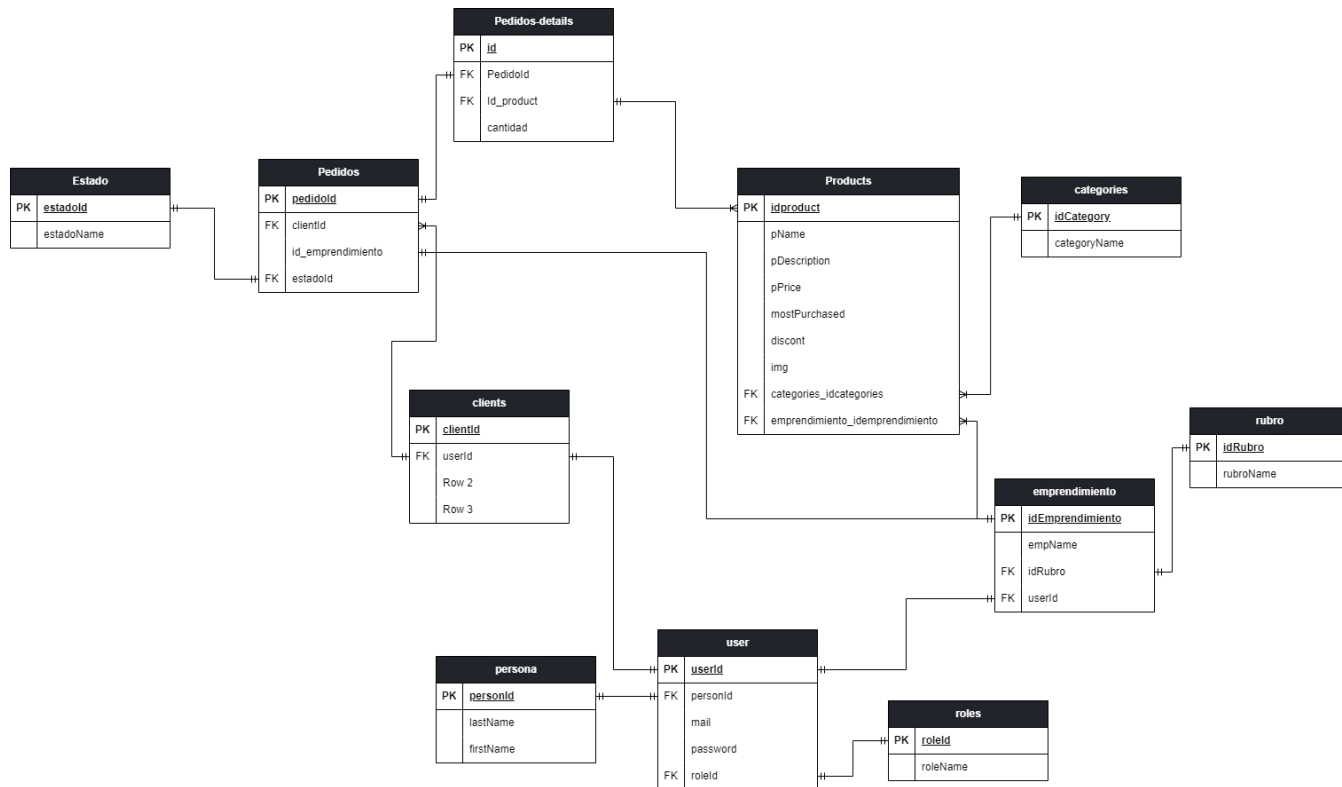 Pedidos-details
PK id
FK PedidoId
FK Id_product
cantidad
Estado
PK estadoId
estadoName
Pedidos
PK pedidoId
FK clientId
id_emprendimiento
FK estadoId
Products
PK idproduct
pName
pDescription
pPrice
mostPurchased
discont
img
FK categories_idcategories
FK emprendimiento_idemprendimiento
categories
PK idCategory
categoryName
clients
PK clientId
FK userId
Row 2
Row 3
rubro
PK idRubro
rubroName
emprendimiento
PK idEmprendimiento
empName
FK idRubro
FK userId
persona
PK personId
lastName
firstName
user
PK userId
FK personId
mail
password
FK roleId
roles
PK roleId
roleName